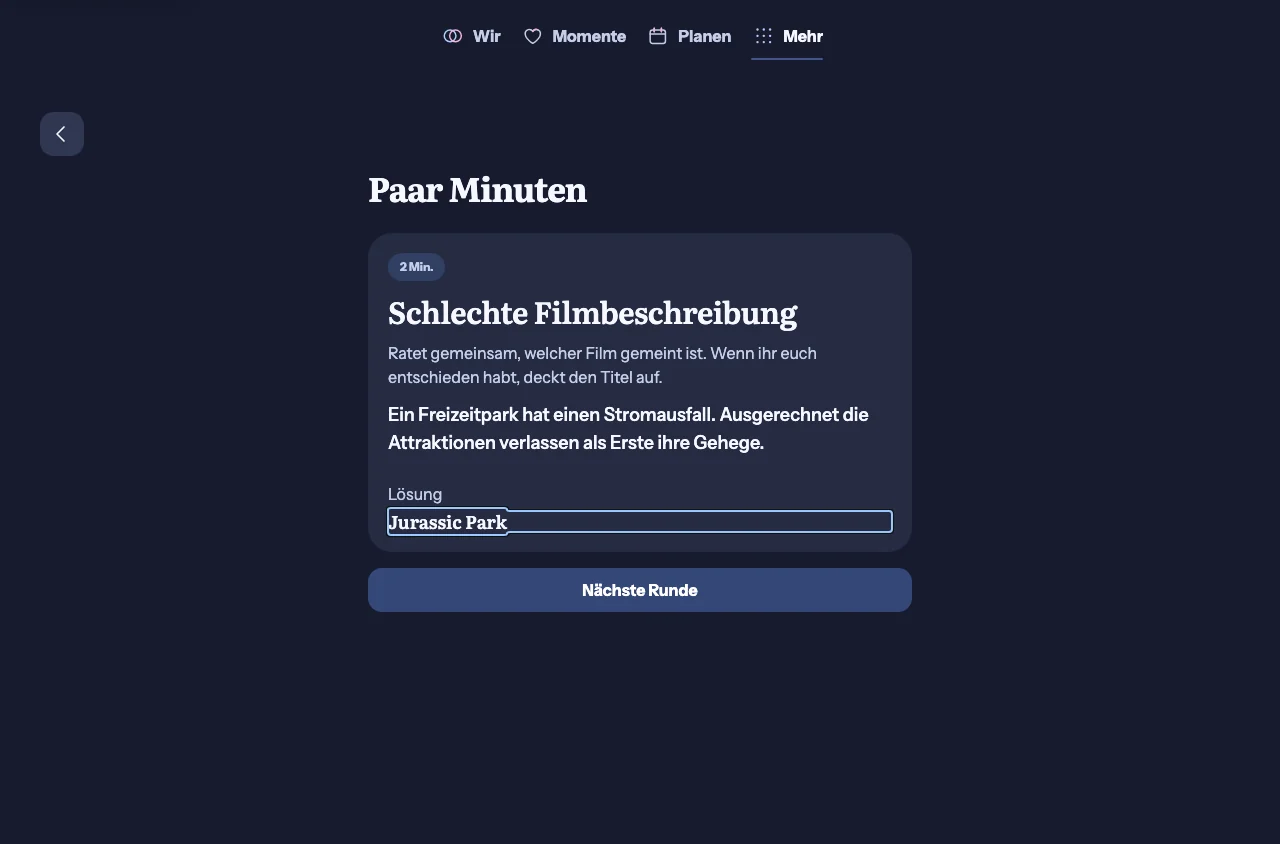 Wir
Momente
Planen
Mehr
Paar Minuten
2 Min.
Schlechte Filmbeschreibung
Ratet gemeinsam, welcher Film gemeint ist. Wenn ihr euch
entschieden habt, deckt den Titel auf.
Ein Freizeitpark hat einen Stromausfall. Ausgerechnet die
Attraktionen verlassen als Erste ihre Gehege.
Lösung
Jurassic Park
Nächste Runde